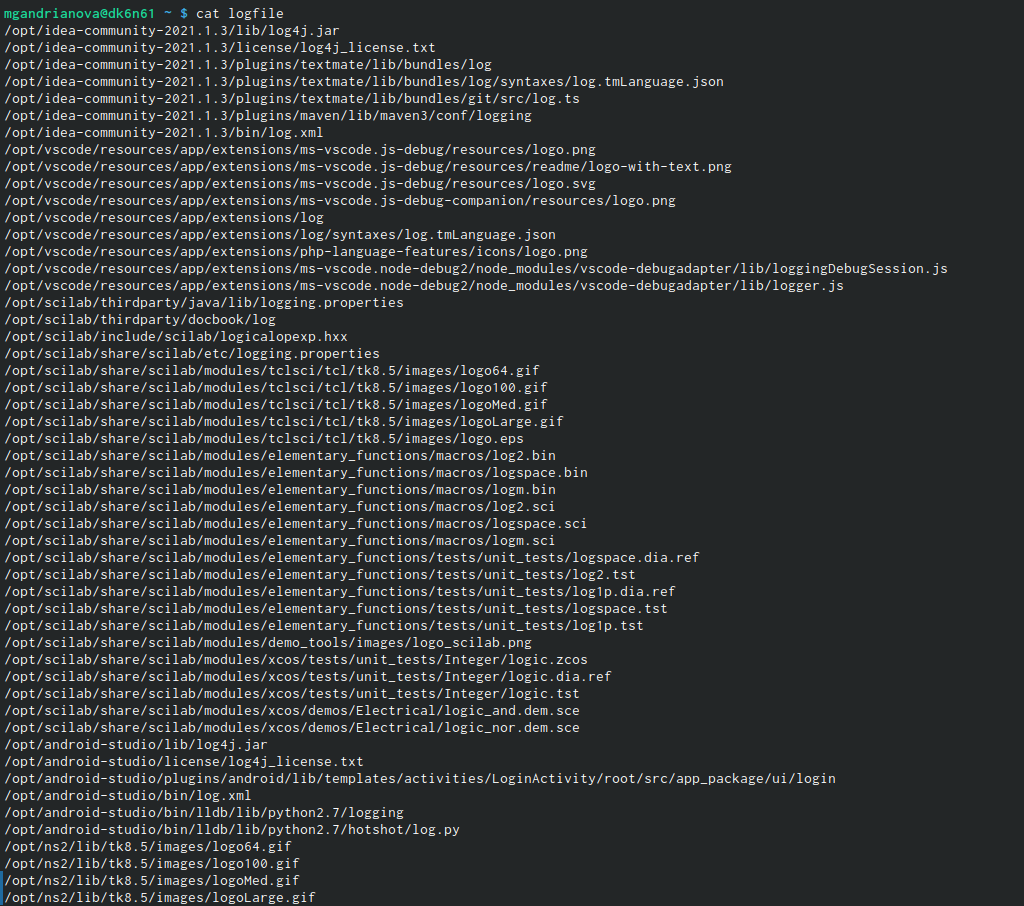 mgandrianova@dk6n61 ~ $ cat logfile
/opt/idea-community-2021.1.3/lib/log4j.jar
/opt/idea-community-2021.1.3/license/log4j_license.txt
/opt/idea-community-2021.1.3/plugins/textmate/lib/bundles/log
/opt/idea-community-2021.1.3/plugins/textmate/lib/bundles/log/syntaxes/log.tmLanguage.json
/opt/idea-community-2021.1.3/plugins/textmate/lib/bundles/git/src/log.ts
/opt/idea-community-2021.1.3/plugins/maven/lib/maven3/conf/logging
/opt/idea-community-2021.1.3/bin/log.xml
/opt/vscode/resources/app/extensions/ms-vscode.js-debug/resources/logo.png
/opt/vscode/resources/app/extensions/ms-vscode.js-debug/resources/readme/logo-with-text.png
/opt/vscode/resources/app/extensions/ms-vscode.js-debug/resources/logo.svg
/opt/vscode/resources/app/extensions/ms-vscode.js-debug-companion/resources/logo.png
/opt/vscode/resources/app/extensions/log
/opt/vscode/resources/app/extensions/log/syntaxes/log.tmLanguage.json
/opt/vscode/resources/app/extensions/php-language-features/icons/logo.png
/opt/vscode/resources/app/extensions/ms-vscode.node-debug2/node_modules/vscode-debugadapter/lib/loggingDebugSession.js
/opt/vscode/resources/app/extensions/ms-vscode.node-debug2/node_modules/vscode-debugadapter/lib/logger.js
/opt/scilab/thirdparty/java/lib/logging.properties
/opt/scilab/thirdparty/docbook/log
/opt/scilab/include/scilab/logicalopexp.hxx
/opt/scilab/share/scilab/etc/logging.properties
/opt/scilab/share/scilab/modules/tclsci/tcl/tk8.5/images/logo64.gif
/opt/scilab/share/scilab/modules/tclsci/tcl/tk8.5/images/logo100.gif
/opt/scilab/share/scilab/modules/tclsci/tcl/tk8.5/images/logoMed.gif
/opt/scilab/share/scilab/modules/tclsci/tcl/tk8.5/images/logoLarge.gif
/opt/scilab/share/scilab/modules/tclsci/tcl/tk8.5/images/logo.eps
/opt/scilab/share/scilab/modules/elementary_functions/macros/log2.bin
/opt/scilab/share/scilab/modules/elementary_functions/macros/logspace.bin
/opt/scilab/share/scilab/modules/elementary_functions/macros/logm.bin
/opt/scilab/share/scilab/modules/elementary_functions/macros/log2.sci
/opt/scilab/share/scilab/modules/elementary_functions/macros/logspace.sci
/opt/scilab/share/scilab/modules/elementary_functions/macros/logm.sci
/opt/scilab/share/scilab/modules/elementary_functions/tests/unit_tests/logspace.dia.ref
/opt/scilab/share/scilab/modules/elementary_functions/tests/unit_tests/log2.tst
/opt/scilab/share/scilab/modules/elementary_functions/tests/unit_tests/log1p.dia.ref
/opt/scilab/share/scilab/modules/elementary_functions/tests/unit_tests/logspace.tst
/opt/scilab/share/scilab/modules/elementary_functions/tests/unit_tests/log1p.tst
/opt/scilab/share/scilab/modules/demo_tools/images/logo_scilab.png
/opt/scilab/share/scilab/modules/xcos/tests/unit_tests/Integer/logic.zcos
/opt/scilab/share/scilab/modules/xcos/tests/unit_tests/Integer/logic.dia.ref
/opt/scilab/share/scilab/modules/xcos/tests/unit_tests/Integer/logic.tst
/opt/scilab/share/scilab/modules/xcos/demos/Electrical/logic_and.dem.sce
/opt/scilab/share/scilab/modules/xcos/demos/Electrical/logic_nor.dem.sce
/opt/android-studio/lib/log4j.jar
/opt/android-studio/license/log4j_license.txt
/opt/android-studio/plugins/android/lib/templates/activities/LoginActivity/root/src/app_package/ui/login
/opt/android-studio/bin/log.xml
/opt/android-studio/bin/lldb/lib/python2.7/logging
/opt/android-studio/bin/lldb/lib/python2.7/hotshot/log.py
/opt/ns2/lib/tk8.5/images/logo64.gif
/opt/ns2/lib/tk8.5/images/logo100.gif
/opt/ns2/lib/tk8.5/images/logoMed.gif
/opt/ns2/lib/tk8.5/images/logoLarge.gif